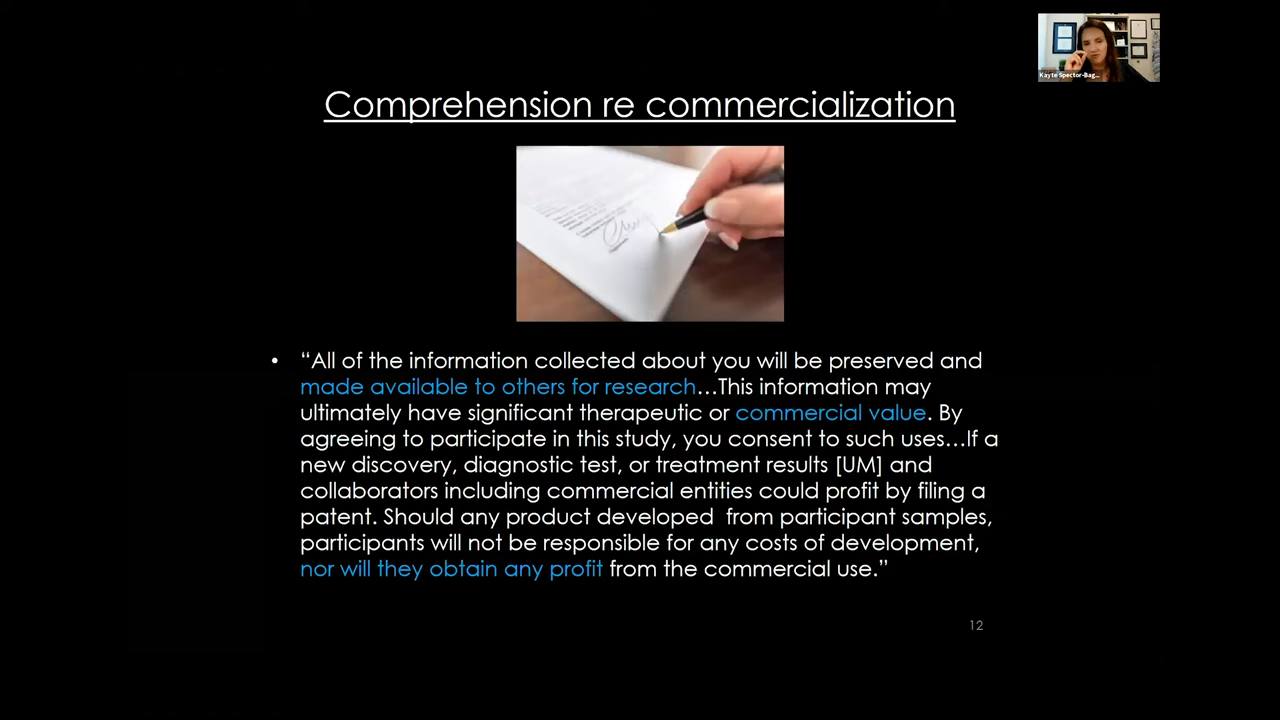 Kayte Spector-Bag...
Comprehension re commercialization
• “All of the information collected about you will be preserved and
made available to others for research…This information may
ultimately have significant therapeutic or commercial value. By
agreeing to participate in this study, you consent to such uses…If a
new discovery, diagnostic test, or treatment results [UM] and
collaborators including commercial entities could profit by filing a
patent. Should any product developed  from participant samples,
participants will not be responsible for any costs of development,
nor will they obtain any profit from the commercial use.”
12